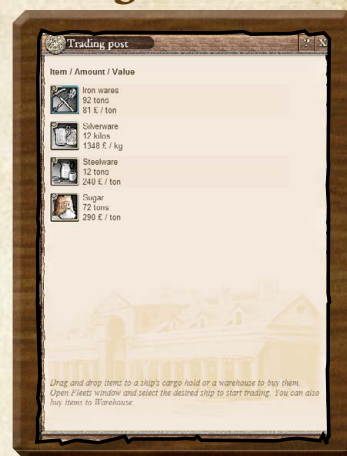 Trading post
? X
Item / Amount / Value
Iron wares
92 tons
81 £ / ton
Silverware
12 kilos
1348 £ / kg
Steelware
12 tons
240 £ / ton
Sugar
72 tons
290 £ / ton
Drag and drop items to a ship's cargo hold or a warehouse to buy them.
Open Fleets window and select the desired ship to start trading. You can also
buy items to Warehouse